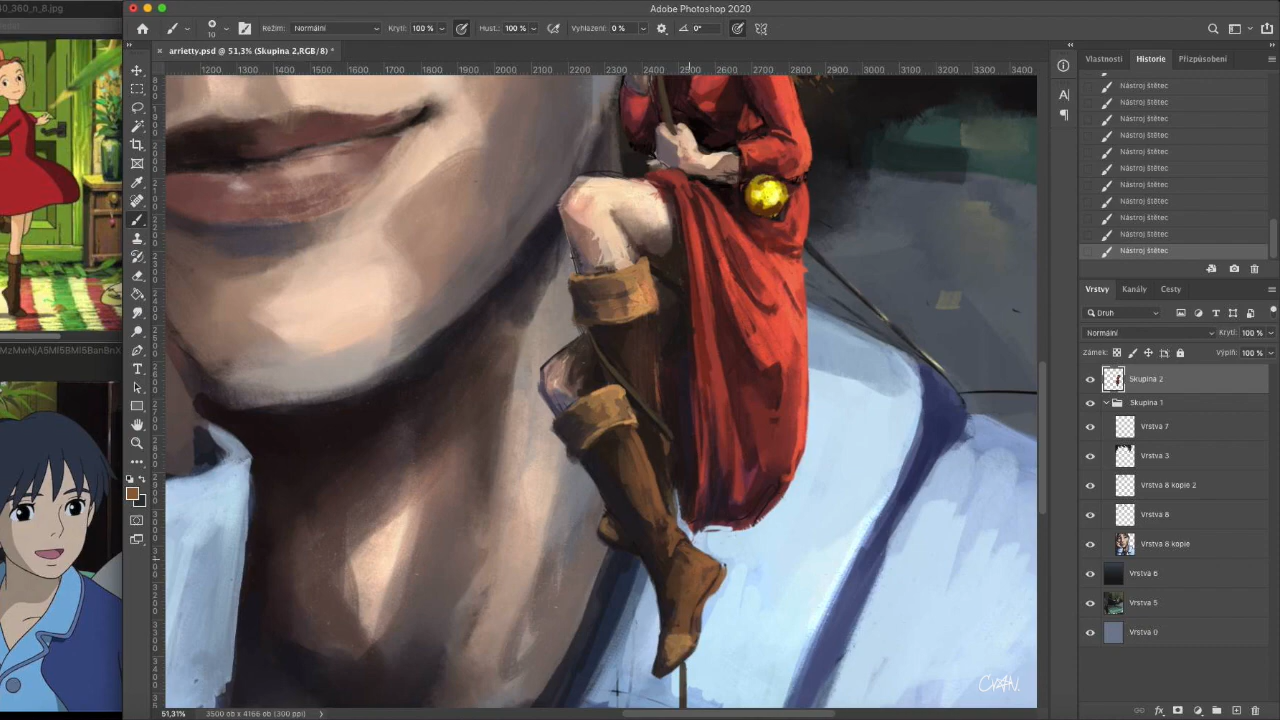 40_360_n_8.jpg
MzMwNjA5Ml5BMl5BanBnX
Adobe Photoshop 2020
10
Režim:
Normální
Krytí: 100 %
Hust.: 100 %
Vyhlazení: 0 %
0°
arrietty.psd @ 51,3% (Skupina 2,RGB/8) *
1200 1300 1400 1500 1600 1700 1800 1900 2000 2100 2200 2300 2400 2500 2600 2700 2800 2900 3000 3100 3200 3300 3400
Vlastnosti
Historie
Přizpůsobení
Nástroj štětec
Nástroj štětec
Nástroj štětec
Nástroj štětec
Nástroj štětec
Nástroj štětec
Nástroj štětec
Nástroj štětec
Nástroj štětec
Nástroj štětec
Nástroj štětec
Vrstvy
Kanály
Cesty
Druh
Normální
Krytí: 100 %
Zámek:
Výplň: 100 %
Skupina 2
Skupina 1
Vrstva 7
Vrstva 3
Vrstva 8 kopie 2
Vrstva 8
Vrstva 8 kopie
Vrstva 6
Vrstva 5
Vrstva 0
51,31%
3500 ob x 4166 ob (300 ppi)